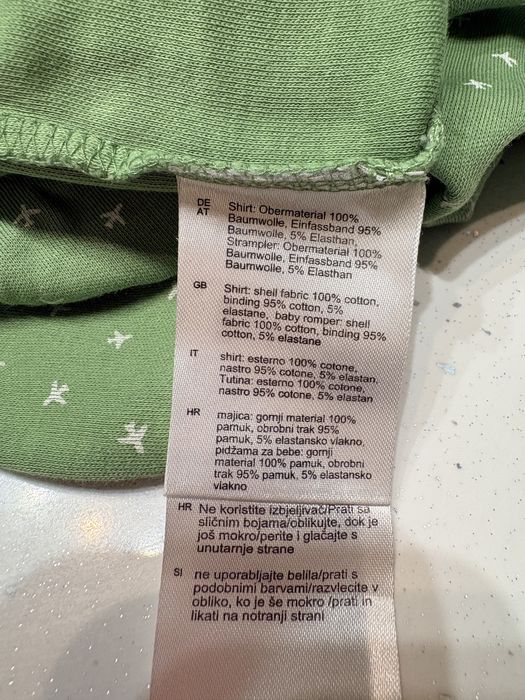 DE AT Shirt: Obermaterial 100%
Baumwolle, Einfassband 95%
Baumwolle, 5% Elasthan,
Strampler: Obermaterial 100%
Baumwolle, Einfassband 95%
Baumwolle, 5% Elasthan
GB Shirt: shell fabric 100% cotton,
binding 95% cotton, 5%
elastane, baby romper: shell
fabric 100% cotton, binding 95%
cotton, 5% elastane
IT shirt: esterno 100% cotone,
nastro 95% cotone, 5% elastan.
Tutina: esterno 100% cotone,
nastro 95% cotone, 5% elastan
HR majica: gornji material 100%
pamuk, obrobni trak 95%
pamuk, 5% elastansko vlakno,
pidžama za bebe: gornji
material 100% pamuk, obrobni
trak 95% pamuk, 5% elastansko
vlakno
HR Ne koristite izbjeljivač/Prati sa
sličnim bojama/oblikujte, dok je
još mokro/perite i glačajte s
unutarnje strane
SI ne uporabljajte belila/prati s
podobnimi barvami/razvlecite v
obliko, ko je še mokro /prati in
likati na notranji strani